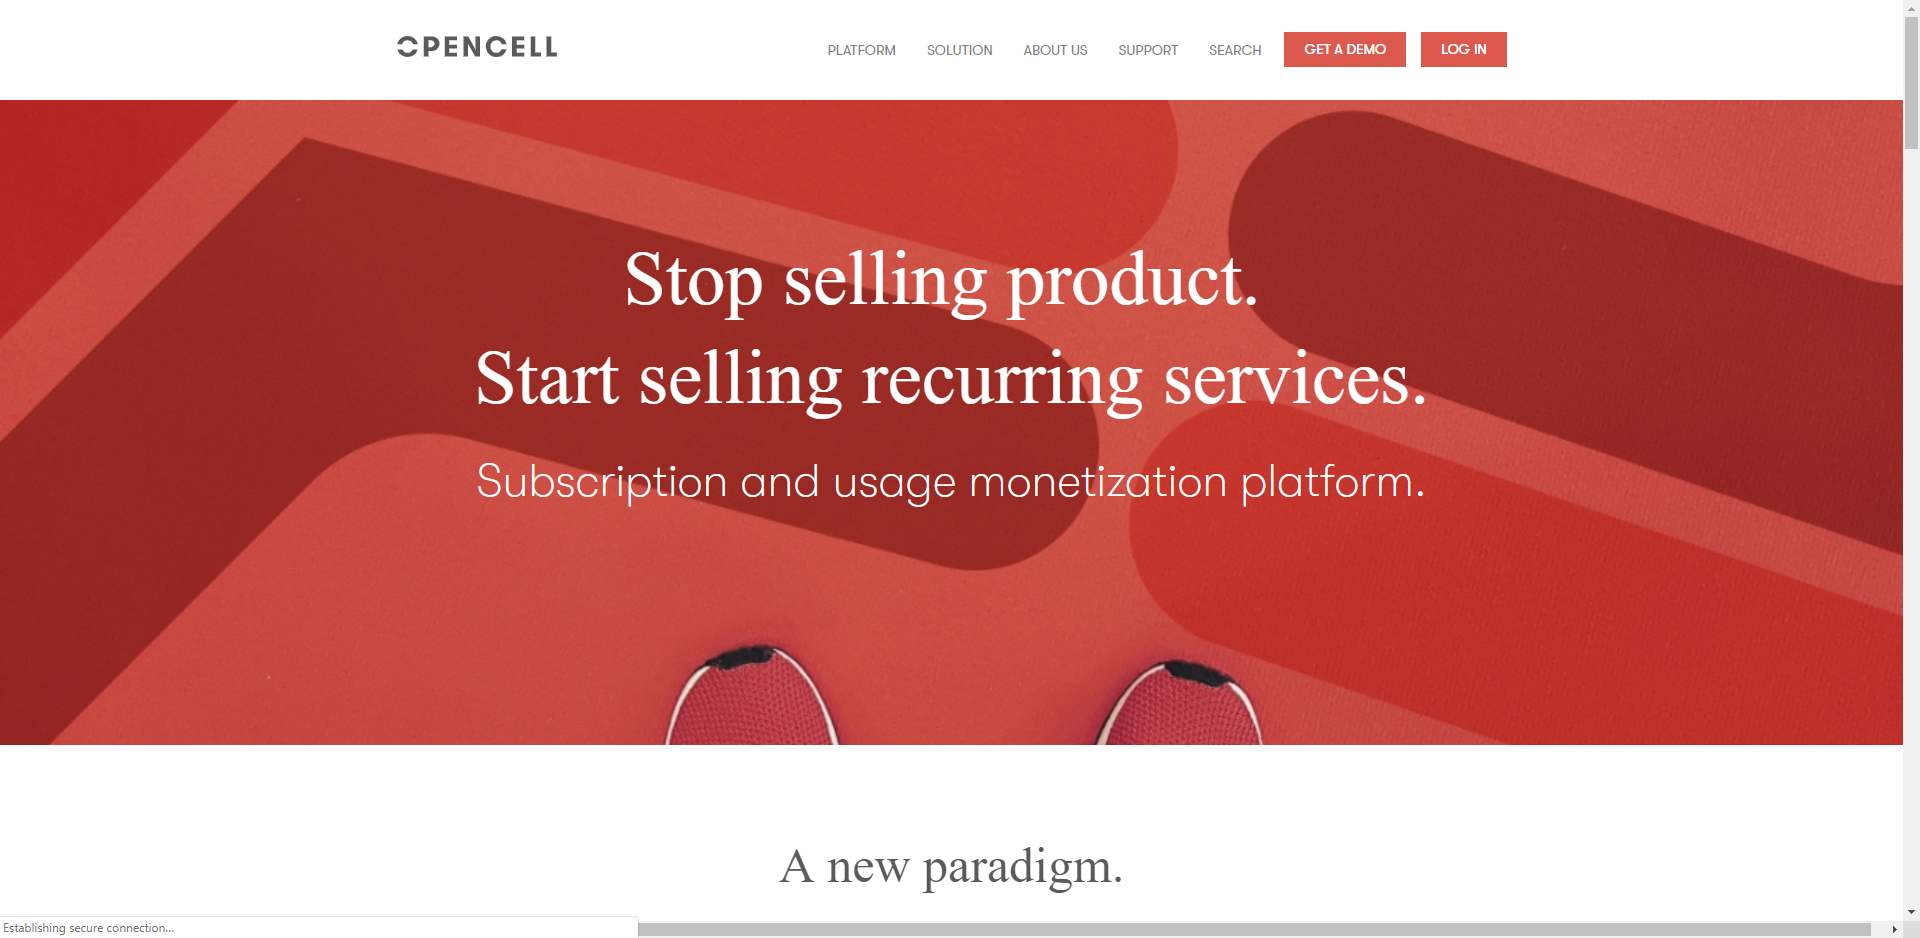 OPENCELL
PLATFORM SOLUTION ABOUT US SUPPORT SEARCH GET A DEMO LOG IN
Stop selling product.
Start selling recurring services.
Subscription and usage monetization platform.
A new paradigm.
Establishing secure connection...